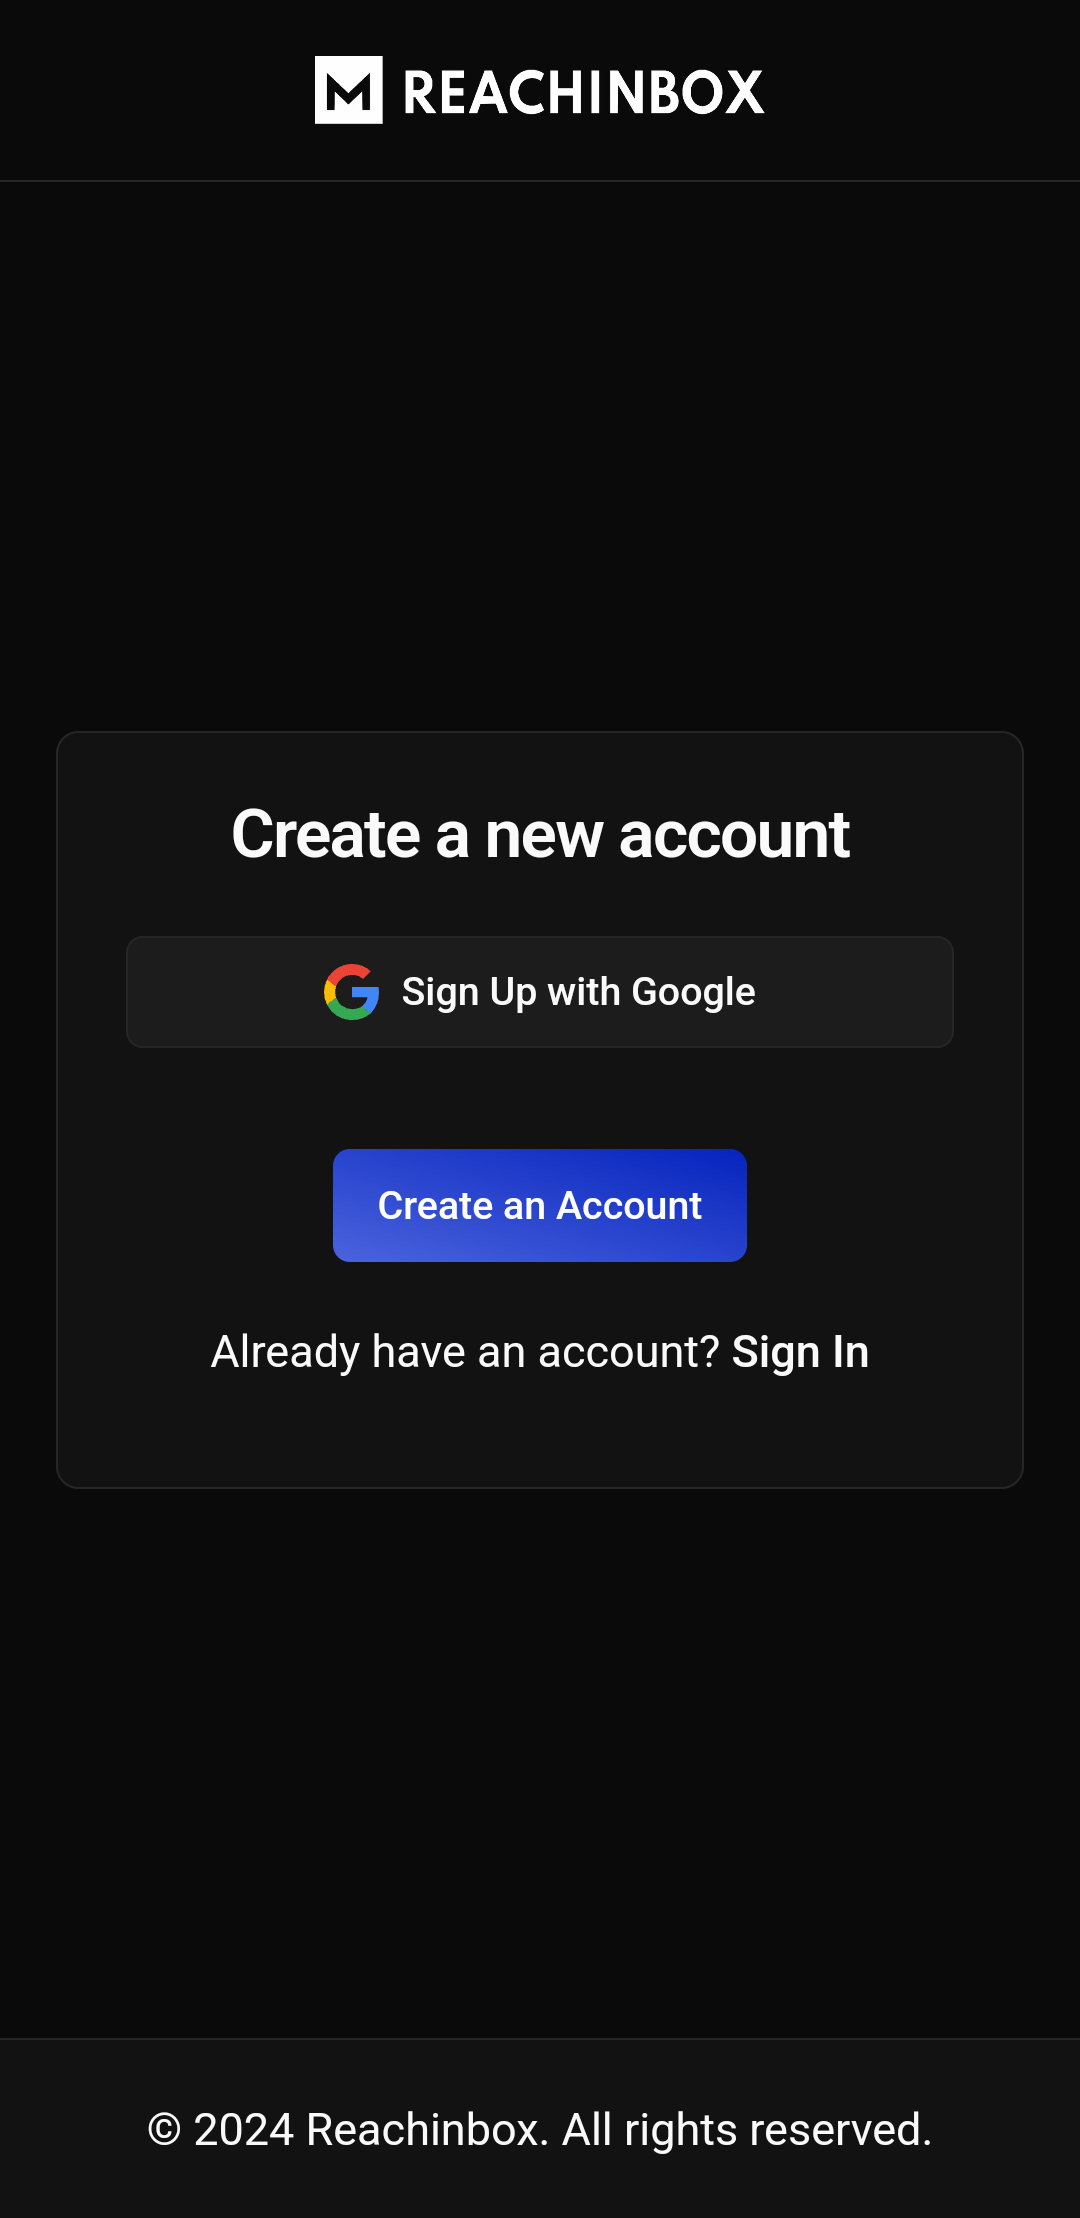 REACHINBOX
Create a new account
Sign Up with Google
Create an Account
Already have an account? Sign In
© 2024 Reachinbox. All rights reserved.